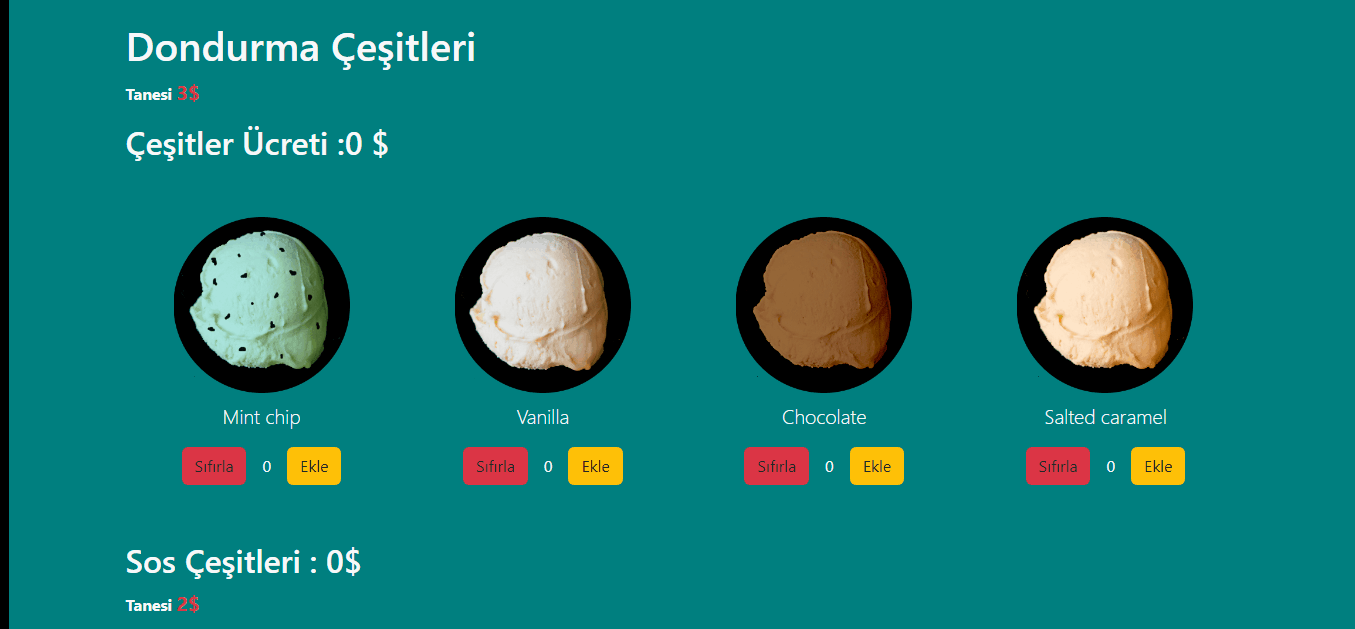 Dondurma Çeşitleri
Tanesi 3$
Çeşitler Ücreti :0 $
Mint chip
Vanilla
Chocolate
Salted caramel
Sıfırla 0 Ekle
Sıfırla 0 Ekle
Sıfırla 0 Ekle
Sıfırla 0 Ekle
Sos Çeşitleri : 0$
Tanesi 2$